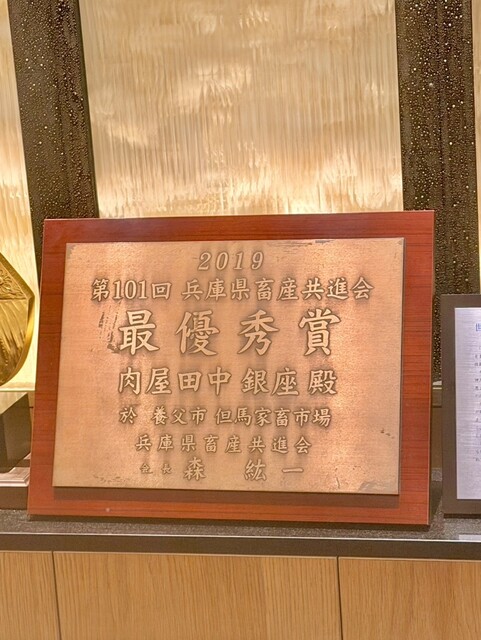 2019
第101回 兵庫県畜産共進会
最優秀賞
肉屋田中 銀座 殿
於 養父市 但馬家畜市場
兵庫県畜産共進会
会長 森 紘一